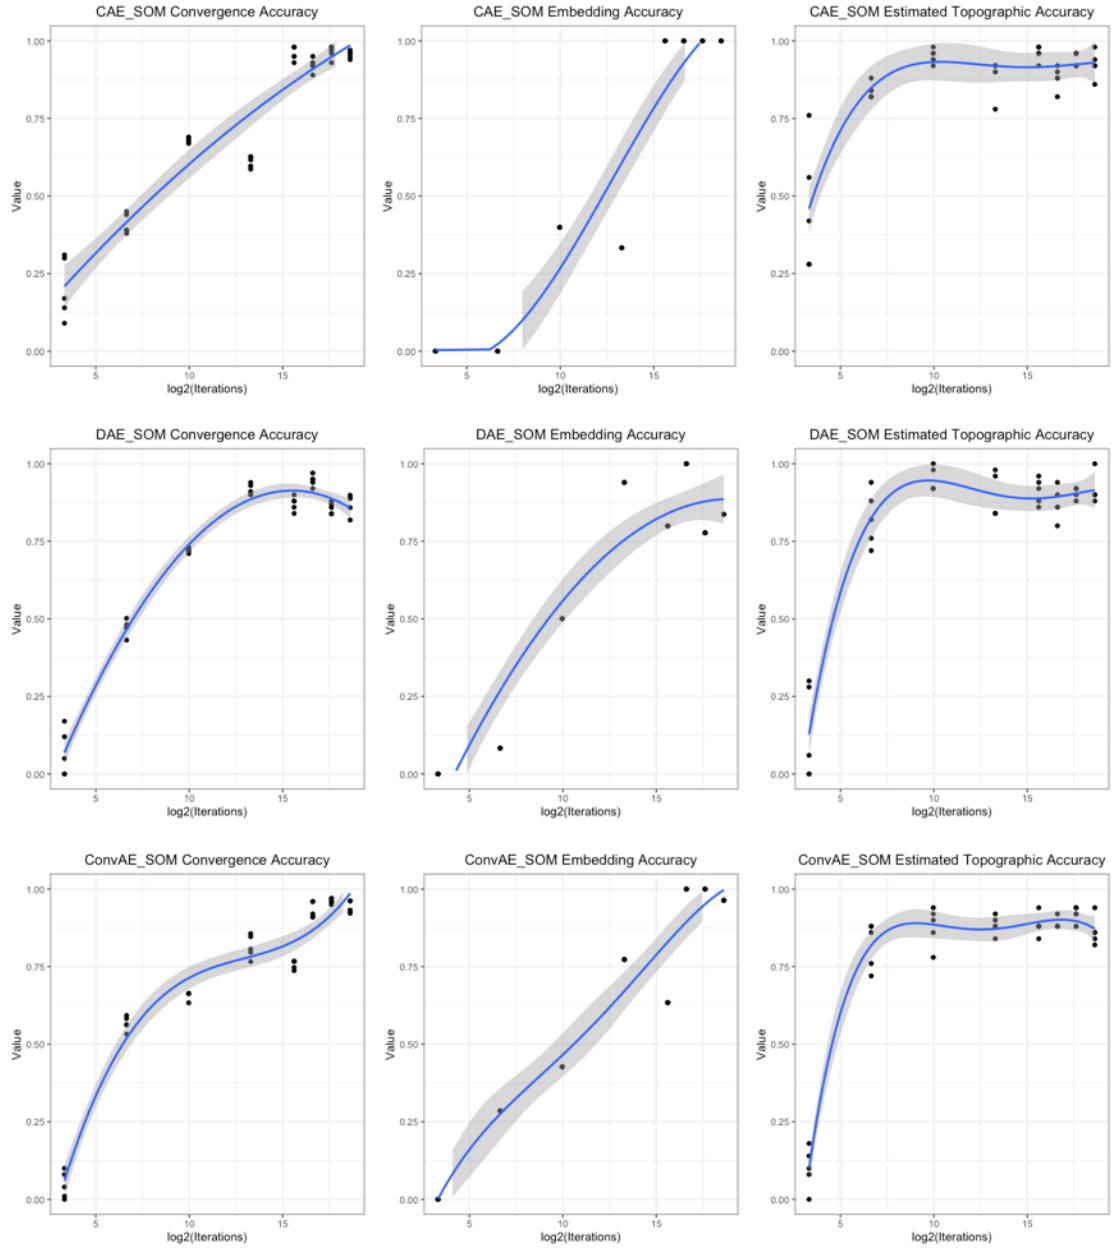 CAE_SOM Convergence Accuracy
1.00
0.75
0.50
0.25
0.00
Value
5 10 15
log2(Iterations)
CAE_SOM Embedding Accuracy
1.00
0.75
0.50
0.25
0.00
Value
5 10 15
log2(Iterations)
CAE_SOM Estimated Topographic Accuracy
1.00
0.75
0.50
0.25
0.00
Value
5 10 15
log2(Iterations)
DAE_SOM Convergence Accuracy
1.00
0.75
0.50
0.25
0.00
Value
5 10 15
log2(Iterations)
DAE_SOM Embedding Accuracy
1.00
0.75
0.50
0.25
0.00
Value
5 10 15
log2(Iterations)
DAE_SOM Estimated Topographic Accuracy
1.00
0.75
0.50
0.25
0.00
Value
5 10 15
log2(Iterations)
ConvAE_SOM Convergence Accuracy
1.00
0.75
0.50
0.25
0.00
Value
5 10 15
log2(Iterations)
ConvAE_SOM Embedding Accuracy
1.00
0.75
0.50
0.25
0.00
Value
5 10 15
log2(Iterations)
ConvAE_SOM Estimated Topographic Accuracy
1.00
0.75
0.50
0.25
0.00
Value
5 10 15
log2(Iterations)